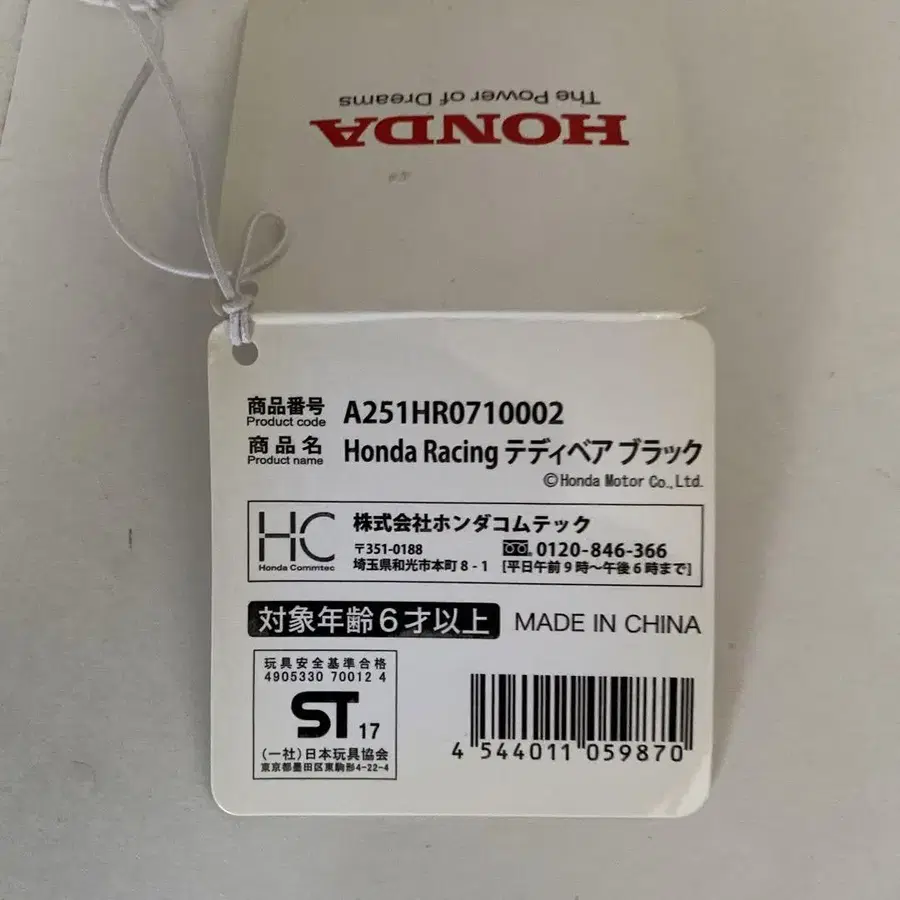 HONDA
The Power of Dreams
商品番号 A251HR0710002
Product code
商品名 Honda Racing テディベア ブラック
Product name
©Honda Motor Co.,Ltd.
HC
Honda Commtec
株式会社ホンダコムテック
〒351-0188
埼玉県和光市本町8-1
0120-846-366
[平日午前9時~午後6時まで]
対象年齢6才以上
MADE IN CHINA
玩具安全基準合格
4905330 70012 4
ST 17
(一社)日本玩具協会
東京都墨田区東駒形4-22-4
4 544011 059870